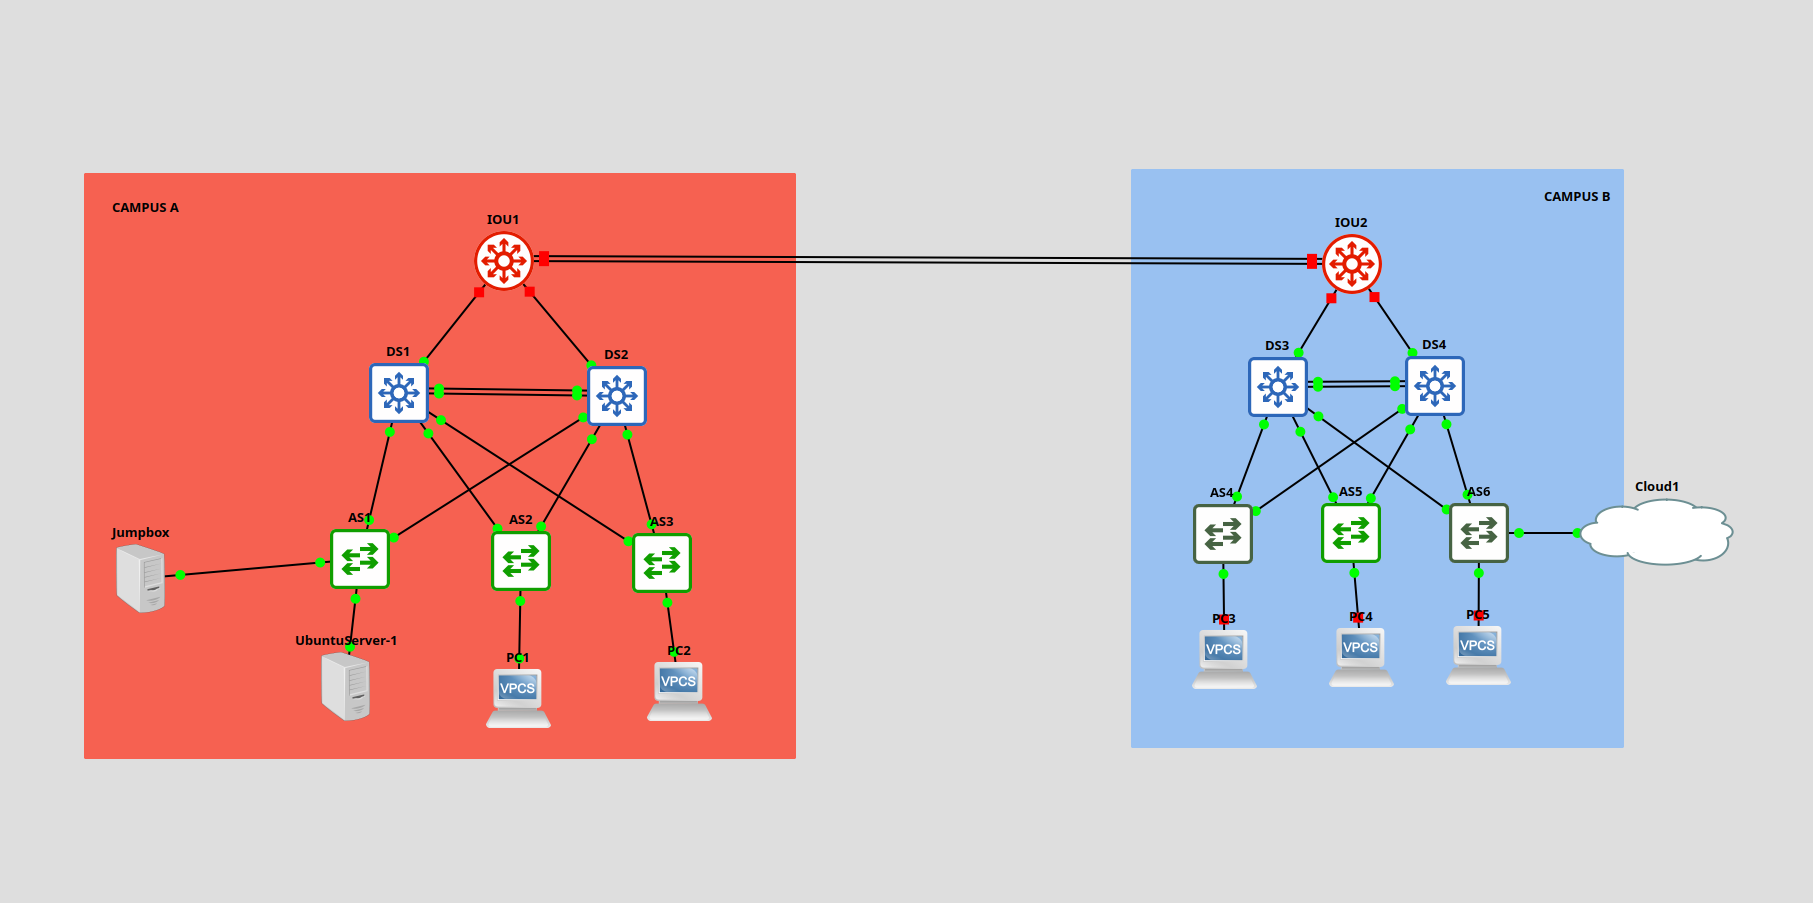 CAMPUS A
CAMPUS B
IOU1
IOU2
DS1
DS2
DS3
DS4
AS1
AS2
AS3
AS4
AS5
AS6
Cloud1
Jumpbox
UbuntuServer-1
PC1
PC2
PC3
PC4
PC5
VPCS
VPCS
VPCS
VPCS
VPCS